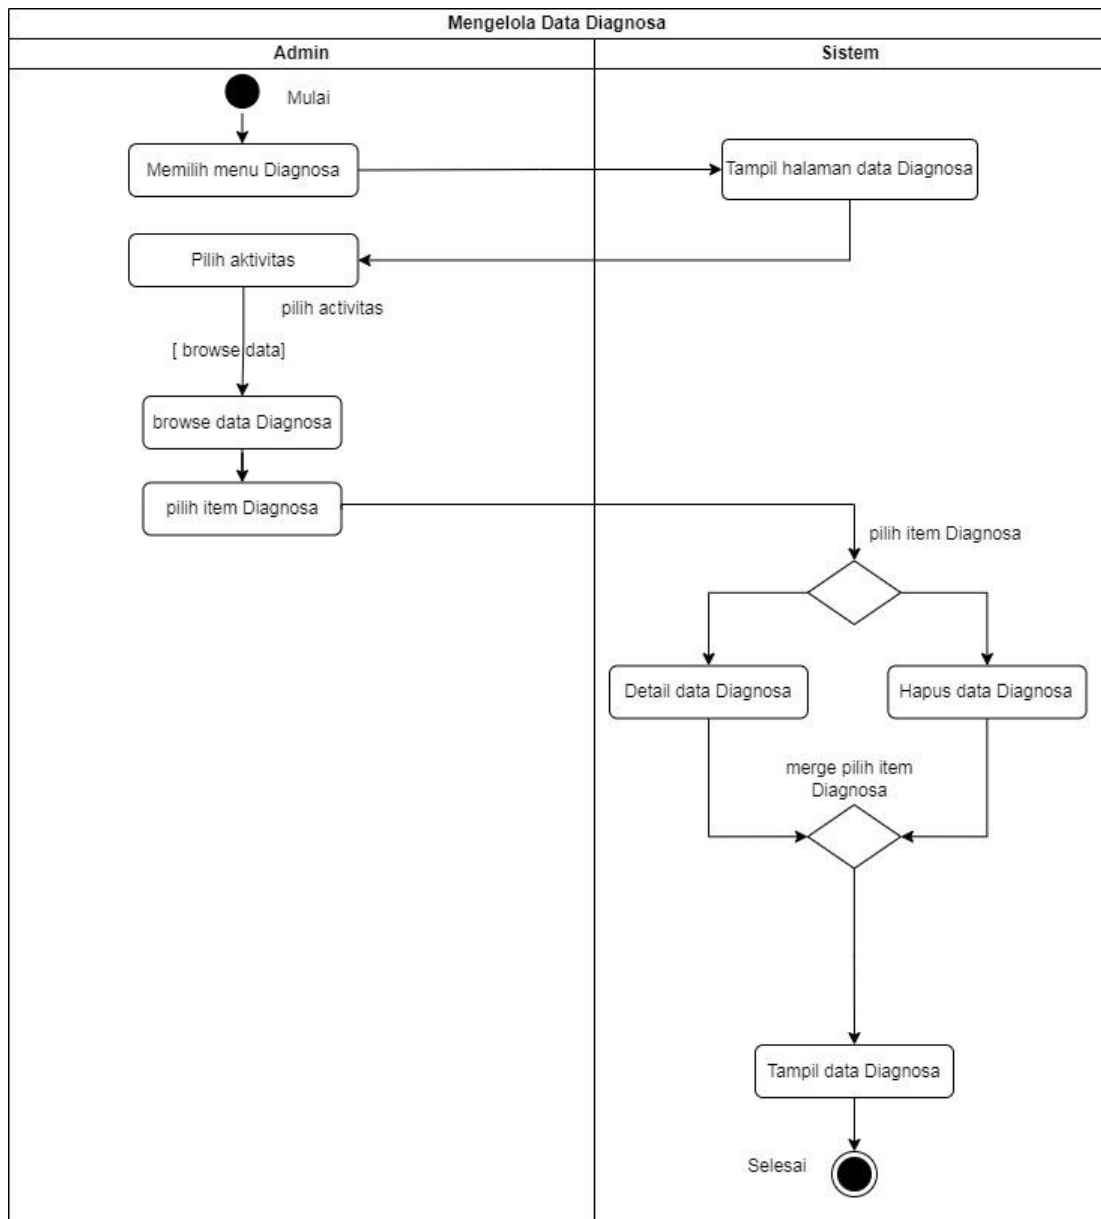 Mengelola Data Diagnosa
Admin
Sistem
Mulai
Memilih menu Diagnosa
Tampil halaman data Diagnosa
Pilih aktivitas
pilih activitas
[ browse data]
browse data Diagnosa
pilih item Diagnosa
pilih item Diagnosa
Detail data Diagnosa
Hapus data Diagnosa
merge pilih item
Diagnosa
Tampil data Diagnosa
Selesai